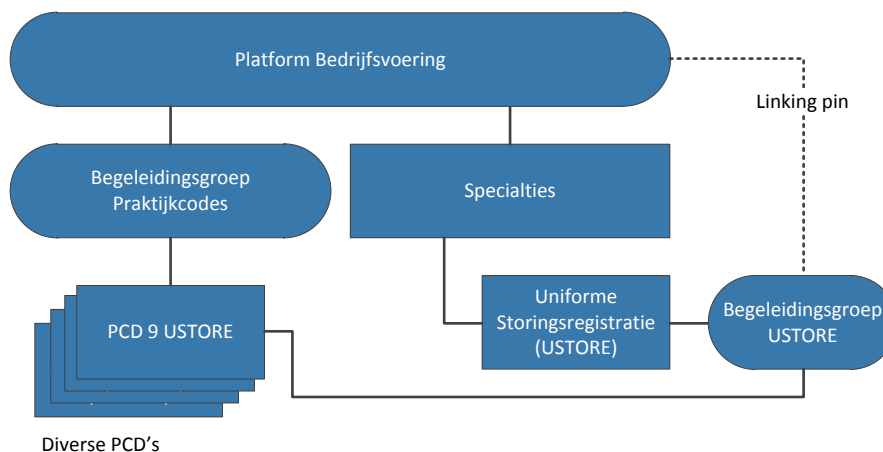 Platform Bedrijfsvoering
Linking pin
Begeleidingsgroep
Praktijkcodes
Specialties
PCD 9 USTORE
Uniforme
Storingsregistratie
(USTORE)
Begeleidingsgroep
USTORE
Diverse PCD's